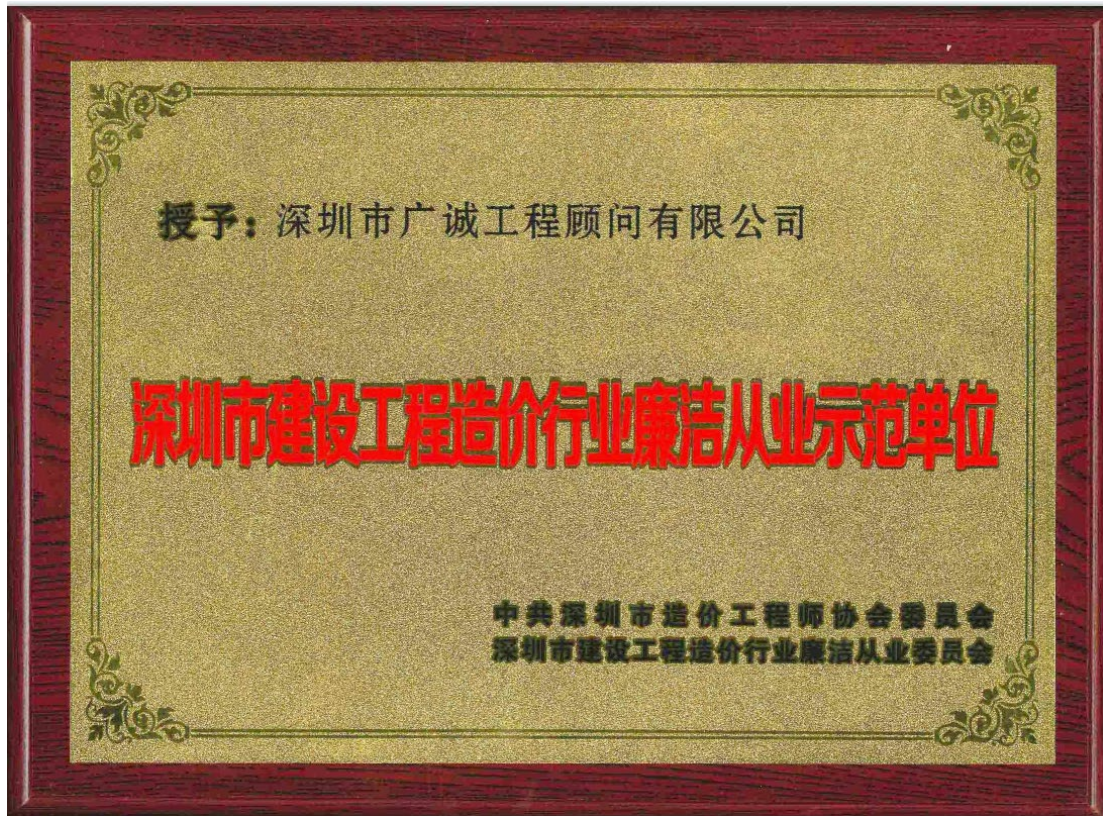 授予：深圳市广诚工程顾问有限公司
深圳市建设工程造价行业廉洁从业示范单位
中共深圳市造价工程师协会委员会
深圳市建设工程造价行业廉洁从业委员会